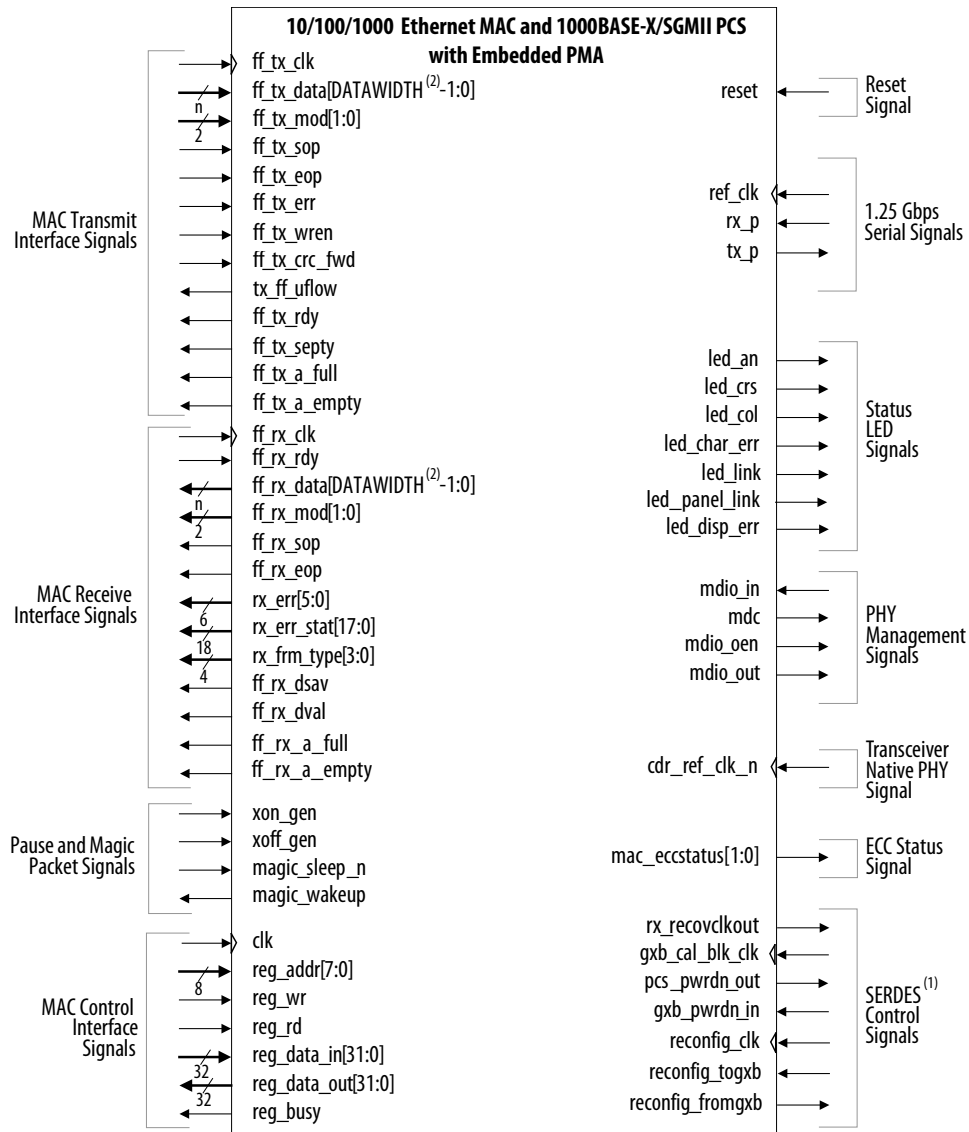 10/100/1000 Ethernet MAC and 1000BASE-X/SGMII PCS
with Embedded PMA
MAC Transmit
Interface Signals
ff_tx_clk
ff_tx_data[DATAWIDTH(2)-1:0]
n
ff_tx_mod[1:0]
2
ff_tx_sop
ff_tx_eop
ff_tx_err
ff_tx_wren
ff_tx_crc_fwd
tx_ff_uflow
ff_tx_rdy
ff_tx_septy
ff_tx_a_full
ff_tx_a_empty
MAC Receive
Interface Signals
ff_rx_clk
ff_rx_rdy
ff_rx_data[DATAWIDTH(2)-1:0]
n
ff_rx_mod[1:0]
2
ff_rx_sop
ff_rx_eop
rx_err[5:0]
6
rx_err_stat[17:0]
18
rx_frm_type[3:0]
4
ff_rx_dsav
ff_rx_dval
ff_rx_a_full
ff_rx_a_empty
Pause and Magic
Packet Signals
xon_gen
xoff_gen
magic_sleep_n
magic_wakeup
MAC Control
Interface
Signals
clk
reg_addr[7:0]
8
reg_wr
reg_rd
reg_data_in[31:0]
32
reg_data_out[31:0]
32
reg_busy
reset
Reset
Signal
ref_clk
rx_p
tx_p
1.25 Gbps
Serial Signals
led_an
led_crs
led_col
led_char_err
led_link
led_panel_link
led_disp_err
Status
LED
Signals
mdio_in
mdc
mdio_oen
mdio_out
PHY
Management
Signals
cdr_ref_clk_n
Transceiver
Native PHY
Signal
mac_eccstatus[1:0]
ECC Status
Signal
rx_recovclkout
gxb_cal_blk_clk
pcs_pwrdn_out
gxb_pwrdn_in
reconfig_clk
reconfig_togxb
reconfig_fromgxb
SERDES(1)
Control
Signals